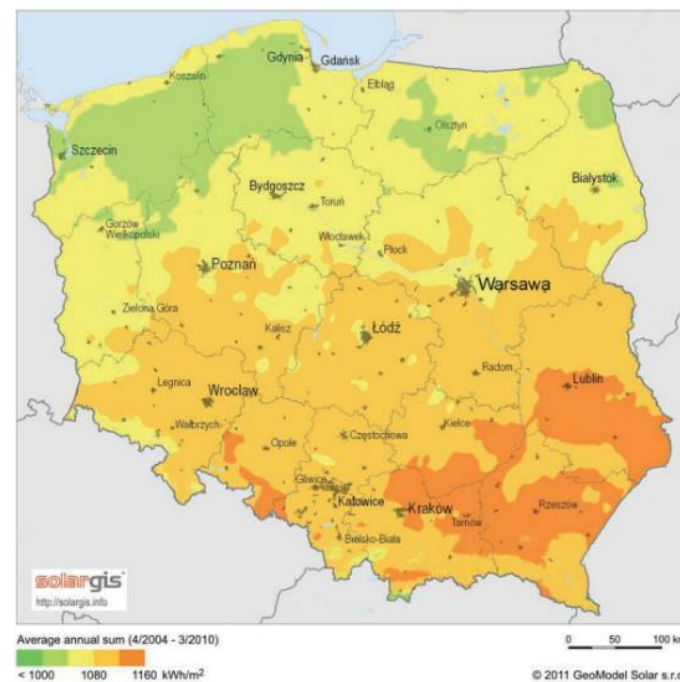 Gdynia
Gdańsk
Koszalin
Elbląg
Olsztyn
Szczecin
Białystok
Bydgoszcz
Toruń
Gorzów
Wielkopolski
Włocławek
Płock
Poznań
Warsawa
Zielona Góra
Łódź
Kalisz
Radom
Lublin
Legnica
Wrocław
Wałbrzych
Kielce
Częstochowa
Opole
Gliwice
Katowice
Kraków
Tarnów
Rzeszów
Bielsko-Biała
solargis
http://solargis.info
Average annual sum (4/2004 - 3/2010)
0 50 100 km
< 1000 1080 1160 kWh/m²
© 2011 GeoModel Solar s.r.o